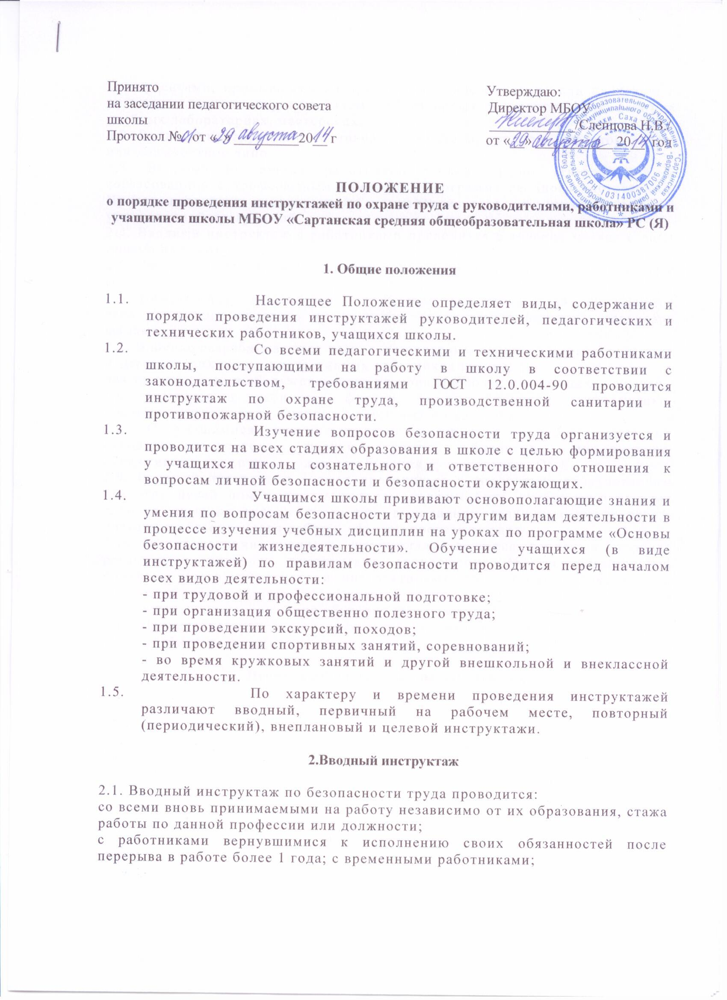 Принято
на заседании педагогического совета
школы
Протокол № 01 от «29» августа 2014 г
Утверждаю:
Директор МБОУ
/Слепцова Н.В./
от «29» августа 2014 год
муниципальное бюджетное общеобразовательное учреждение "Сартанская средняя
общеобразовательная школа" муниципального образования "Верхоянский район"
Республики Саха (Якутия)
ОГРН 1031400387006
ПОЛОЖЕНИЕ
о порядке проведения инструктажей по охране труда с руководителями, работниками и
учащимися школы МБОУ «Сартанская средняя общеобразовательная школа» РС (Я)
1. Общие положения
1.1. Настоящее Положение определяет виды, содержание и
порядок проведения инструктажей руководителей, педагогических и
технических работников, учащихся школы.
1.2. Со всеми педагогическими и техническими работниками
школы, поступающими на работу в школу в соответствии с
законодательством, требованиями ГОСТ 12.0.004-90 проводится
инструктаж по охране труда, производственной санитарии и
противопожарной безопасности.
1.3. Изучение вопросов безопасности труда организуется и
проводится на всех стадиях образования в школе с целью формирования
у учащихся школы сознательного и ответственного отношения к
вопросам личной безопасности и безопасности окружающих.
1.4. Учащимся школы прививают основополагающие знания и
умения по вопросам безопасности труда и другим видам деятельности в
процессе изучения учебных дисциплин на уроках по программе «Основы
безопасности жизнедеятельности». Обучение учащихся (в виде
инструктажей) по правилам безопасности проводится перед началом
всех видов деятельности:
- при трудовой и профессиональной подготовке;
- при организация общественно полезного труда;
- при проведении экскурсий, походов;
- при проведении спортивных занятий, соревнований;
- во время кружковых занятий и другой внешкольной и внеклассной
деятельности.
1.5. По характеру и времени проведения инструктажей
различают вводный, первичный на рабочем месте, повторный
(периодический), внеплановый и целевой инструктажи.
2.Вводный инструктаж
2.1. Вводный инструктаж по безопасности труда проводится:
со всеми вновь принимаемыми на работу независимо от их образования, стажа
работы по данной профессии или должности;
с работниками вернувшимися к исполнению своих обязанностей после
перерыва в работе более 1 года; с временными работниками;